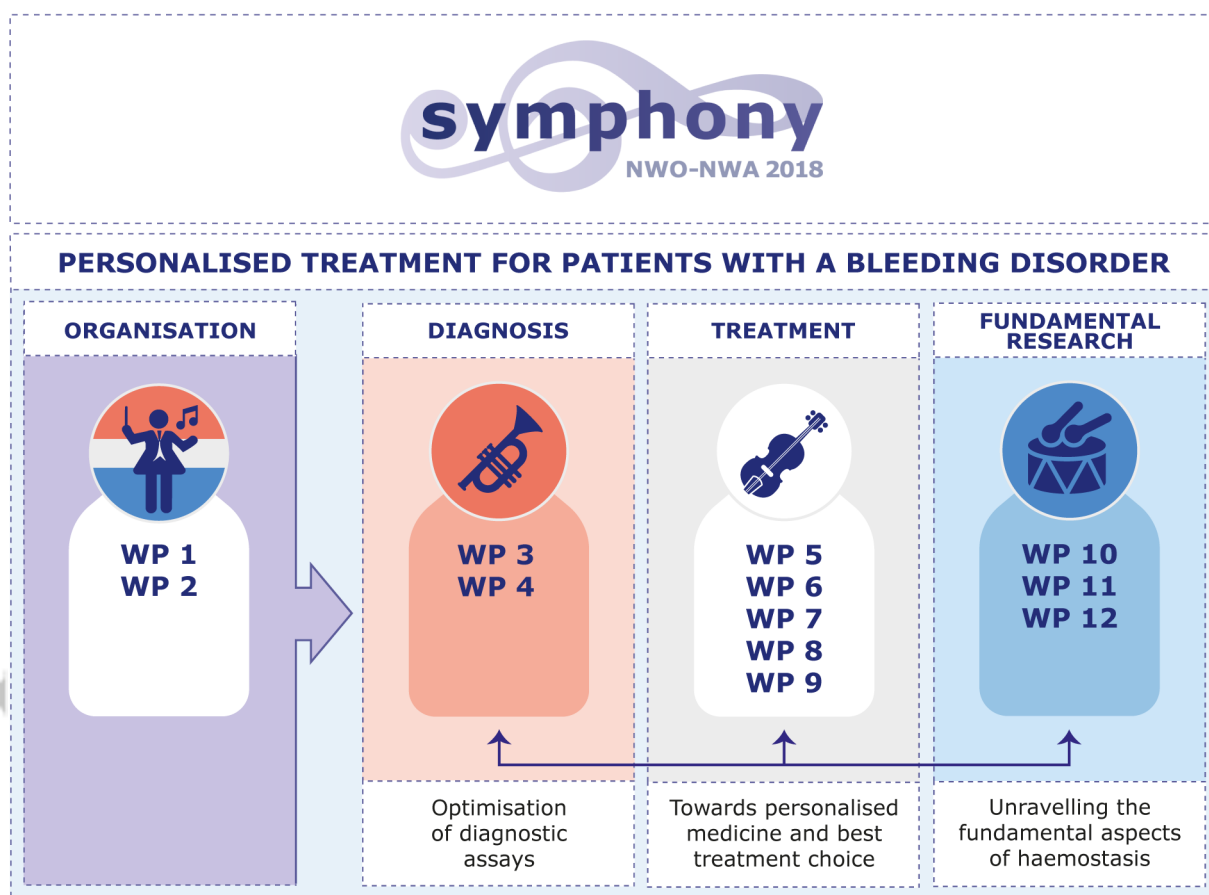 symphony
NWO-NWA 2018
PERSONALISED TREATMENT FOR PATIENTS WITH A BLEEDING DISORDER
ORGANISATION
WP 1
WP 2
DIAGNOSIS
WP 3
WP 4
Optimisation
of diagnostic
assays
TREATMENT
WP 5
WP 6
WP 7
WP 8
WP 9
Towards personalised
medicine and best
treatment choice
FUNDAMENTAL
RESEARCH
WP 10
WP 11
WP 12
Unravelling the
fundamental aspects
of haemostasis